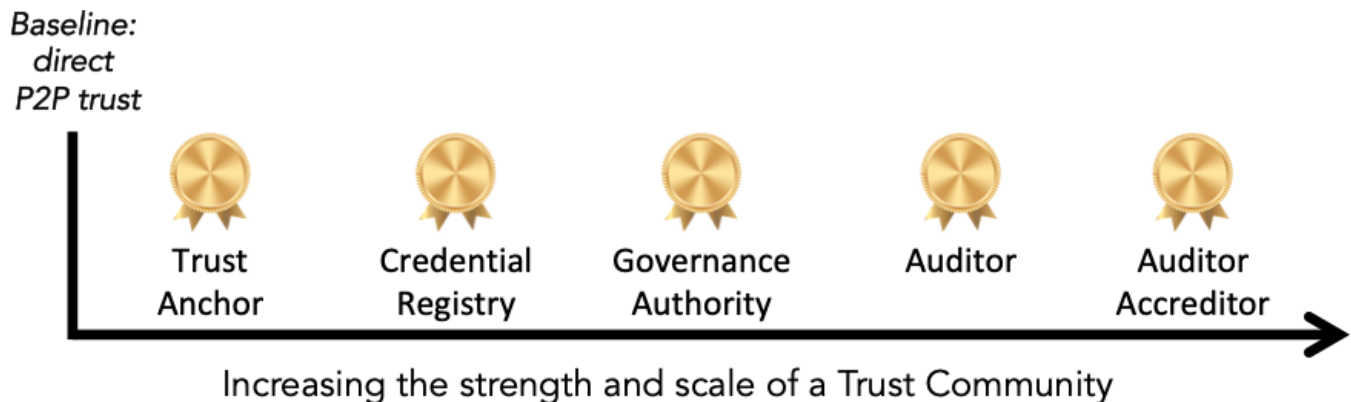 Baseline:
direct
P2P trust
Trust
Anchor
Credential
Registry
Governance
Authority
Auditor
Auditor
Accreditor
Increasing the strength and scale of a Trust Community